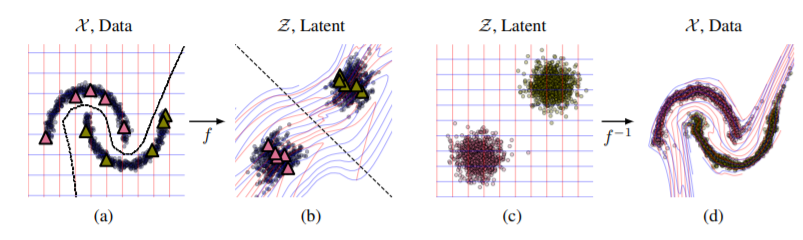 𝒳, Data
𝒵, Latent
𝒵, Latent
𝒳, Data
f
f⁻¹
(a)
(b)
(c)
(d)